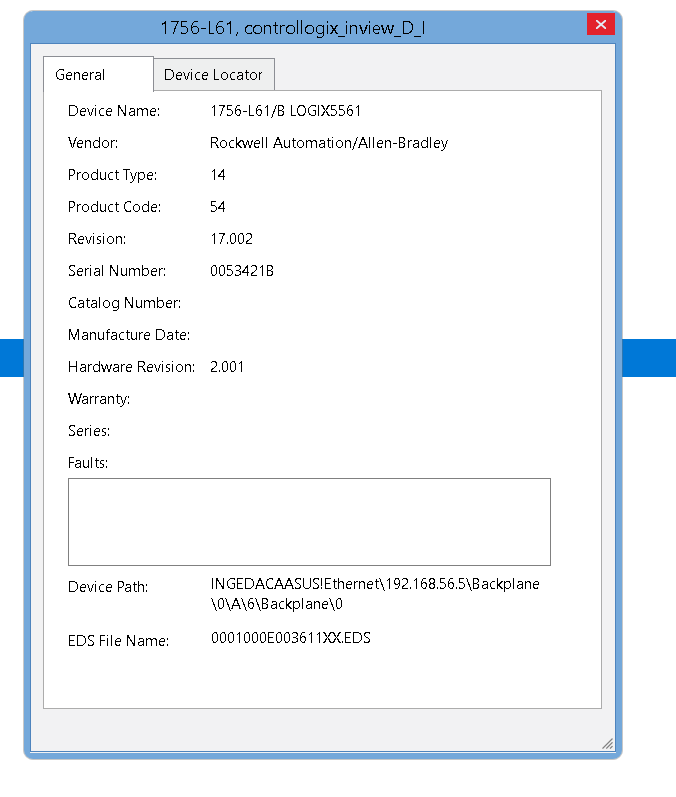 1756-L61, controllogix_inview_D_I
General
Device Locator
Device Name: 1756-L61/B LOGIX5561
Vendor: Rockwell Automation/Allen-Bradley
Product Type: 14
Product Code: 54
Revision: 17.002
Serial Number: 0053421B
Catalog Number:
Manufacture Date:
Hardware Revision: 2.001
Warranty:
Series:
Faults:
Device Path: INGEDACAASUS!Ethernet\192.168.56.5\Backplane
\0\A\6\Backplane\0
EDS File Name: 0001000E003611XX.EDS